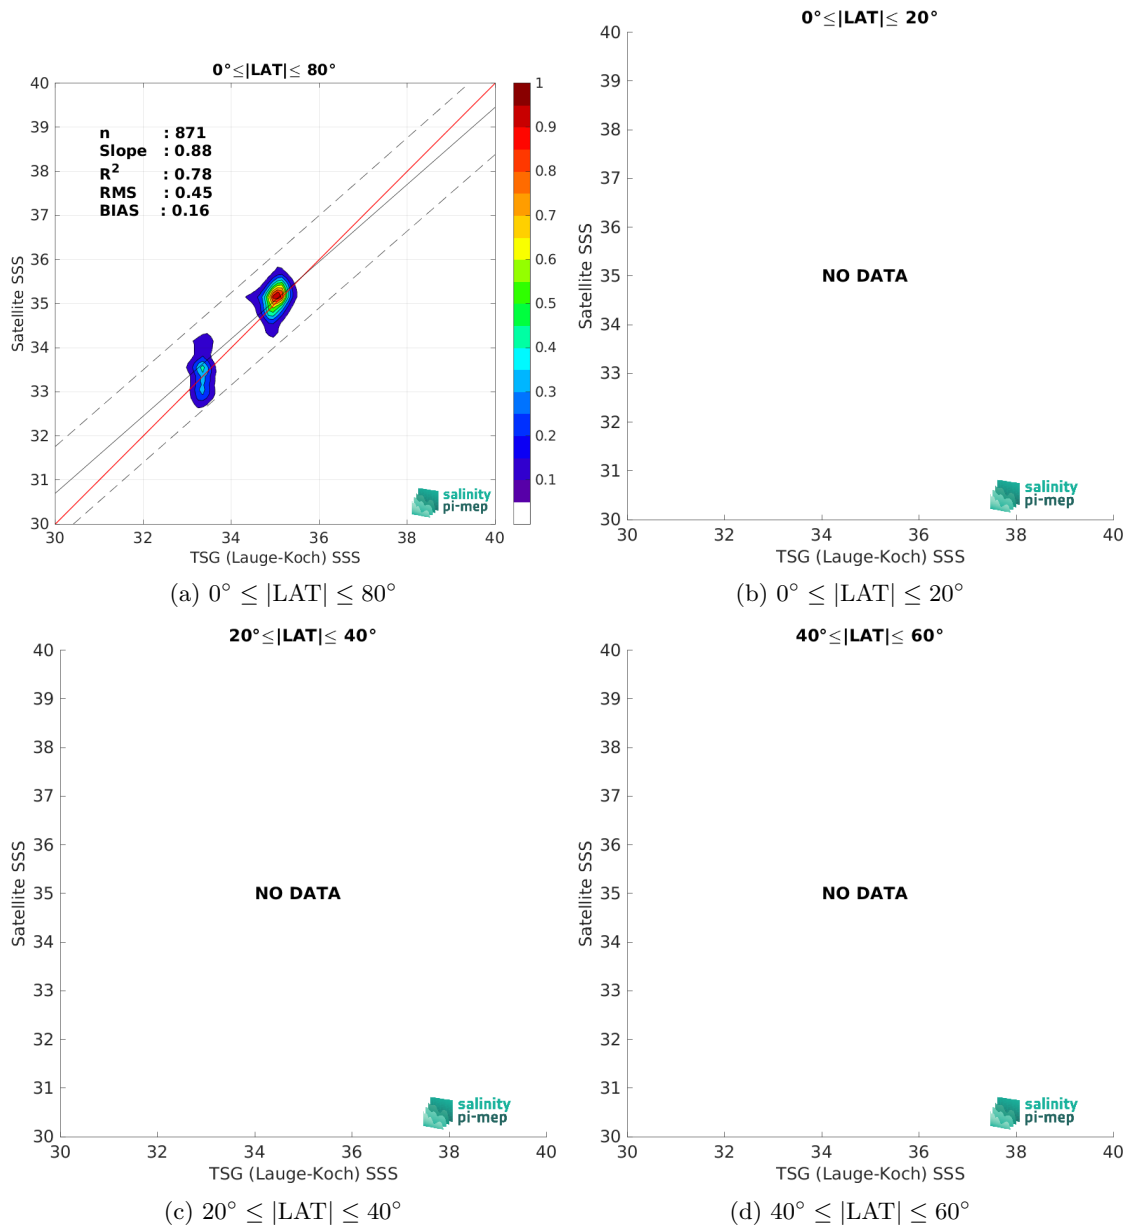 0°≤|LAT|≤ 80°
40
39
38
37
36
35
34
33
32
31
30
Satellite SSS
n : 871
Slope : 0.88
R² : 0.78
RMS : 0.45
BIAS : 0.16
1
0.9
0.8
0.7
0.6
0.5
0.4
0.3
0.2
0.1
salinity
pi-mep
30 32 34 36 38 40
TSG (Lauge-Koch) SSS
(a) 0° ≤ |LAT| ≤ 80°
0°≤|LAT|≤ 20°
40
39
38
37
36
35
34
33
32
31
30
Satellite SSS
NO DATA
salinity
pi-mep
30 32 34 36 38 40
TSG (Lauge-Koch) SSS
(b) 0° ≤ |LAT| ≤ 20°
20°≤|LAT|≤ 40°
40
39
38
37
36
35
34
33
32
31
30
Satellite SSS
NO DATA
salinity
pi-mep
30 32 34 36 38 40
TSG (Lauge-Koch) SSS
(c) 20° ≤ |LAT| ≤ 40°
40°≤|LAT|≤ 60°
40
39
38
37
36
35
34
33
32
31
30
Satellite SSS
NO DATA
salinity
pi-mep
30 32 34 36 38 40
TSG (Lauge-Koch) SSS
(d) 40° ≤ |LAT| ≤ 60°